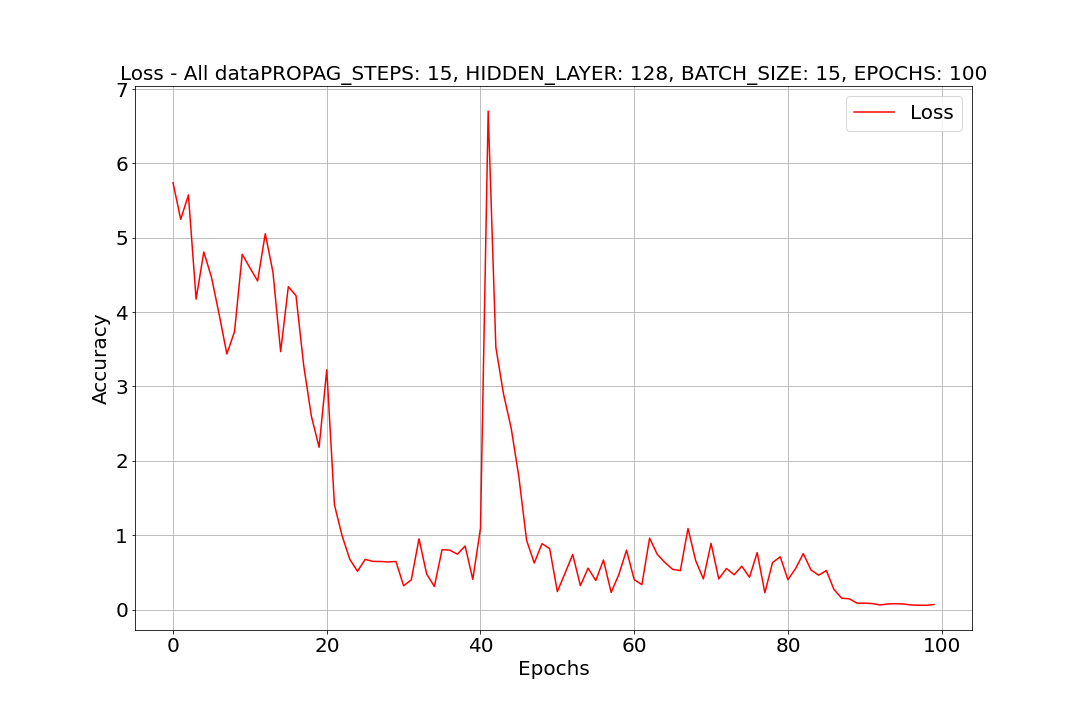 Loss - All dataPROPAG_STEPS: 15, HIDDEN_LAYER: 128, BATCH_SIZE: 15, EPOCHS: 100
Loss
7
6
5
4
3
2
1
0
Accuracy
0 20 40 60 80 100
Epochs